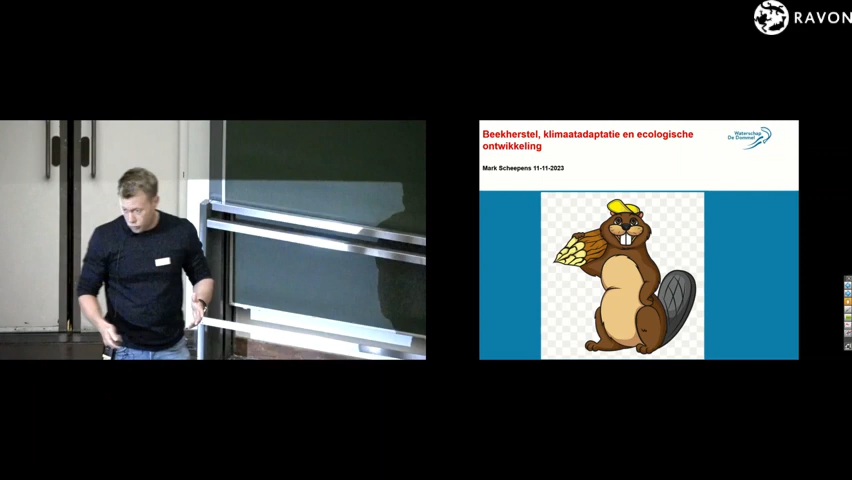 RAVON
Beekherstel, klimaatadaptatie en ecologische
ontwikkeling
Waterschap
De Dommel
Mark Scheepens 11-11-2023